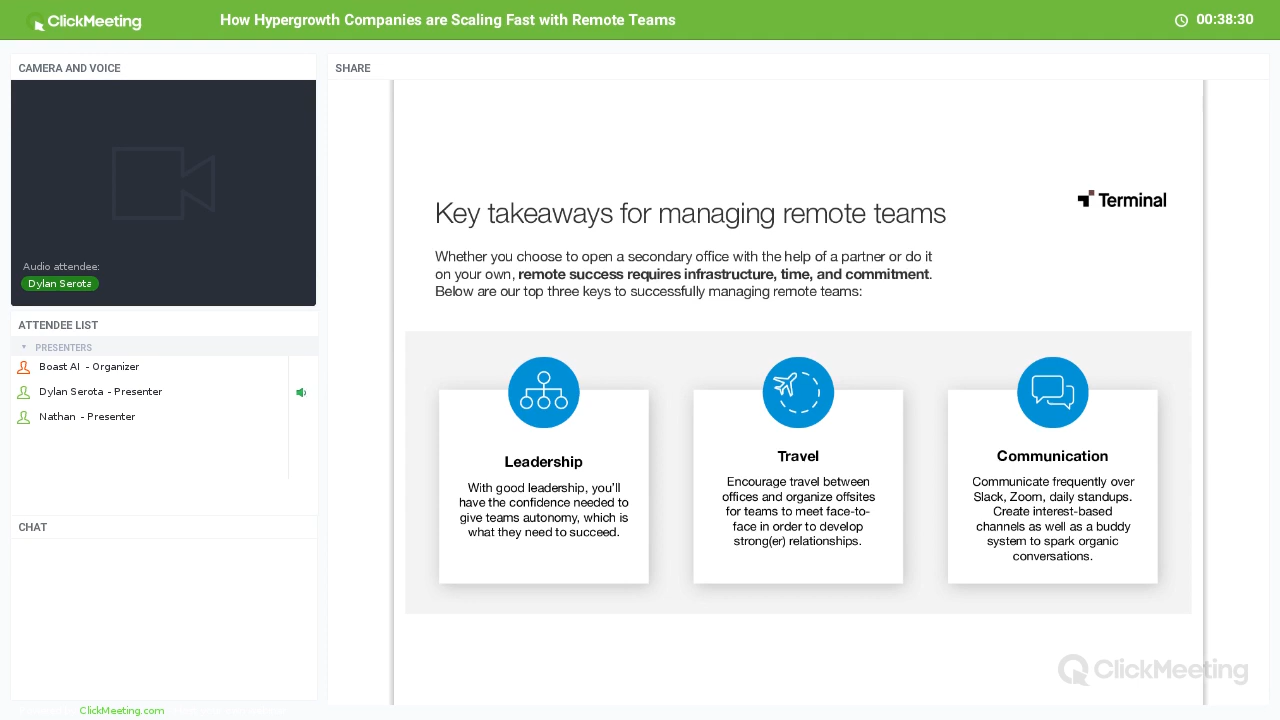 ClickMeeting
How Hypergrowth Companies are Scaling Fast with Remote Teams
00:38:30
CAMERA AND VOICE
Audio attendee:
Dylan Serota
ATTENDEE LIST
PRESENTERS
Boast AI - Organizer
Dylan Serota - Presenter
Nathan - Presenter
CHAT
ClickMeeting.com
SHARE
Terminal
Key takeaways for managing remote teams
Whether you choose to open a secondary office with the help of a partner or do it
on your own, remote success requires infrastructure, time, and commitment.
Below are our top three keys to successfully managing remote teams:
Leadership
With good leadership, you'll
have the confidence needed to
give teams autonomy, which is
what they need to succeed.
Travel
Encourage travel between
offices and organize offsites
for teams to meet face-to-
face in order to develop
strong(er) relationships.
Communication
Communicate frequently over
Slack, Zoom, daily standups.
Create interest-based
channels as well as a buddy
system to spark organic
conversations.
ClickMeeting